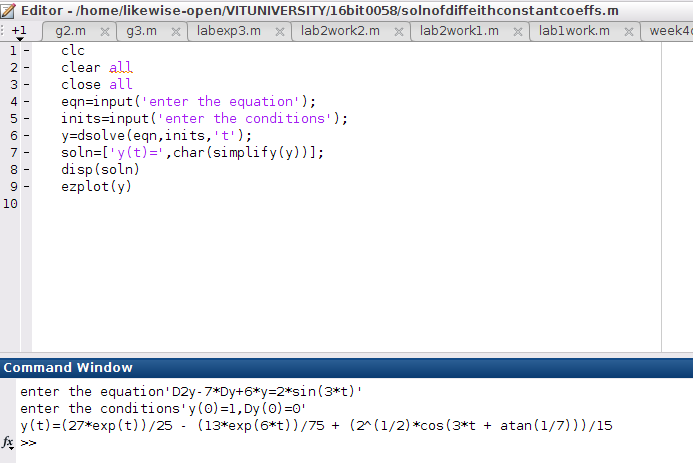 Editor - /home/likewise-open/VITUNIVERSITY/16bit0058/solnofdiffeithconstantcoeffs.m
+1 g2.m g3.m labexp3.m lab2work2.m lab2work1.m lab1work.m
1 - clc
2 - clear all
3 - close all
4 - eqn=input('enter the equation');
5 - inits=input('enter the conditions');
6 - y=dsolve(eqn,inits,'t');
7 - soln=['y(t)=',char(simplify(y))];
8 - disp(soln)
9 - ezplot(y)
10
Command Window
enter the equation'D2y-7*Dy+6*y=2*sin(3*t)'
enter the conditions'y(0)=1,Dy(0)=0'
y(t)=(27*exp(t))/25 - (13*exp(6*t))/75 + (2^(1/2)*cos(3*t + atan(1/7)))/15
fx >>